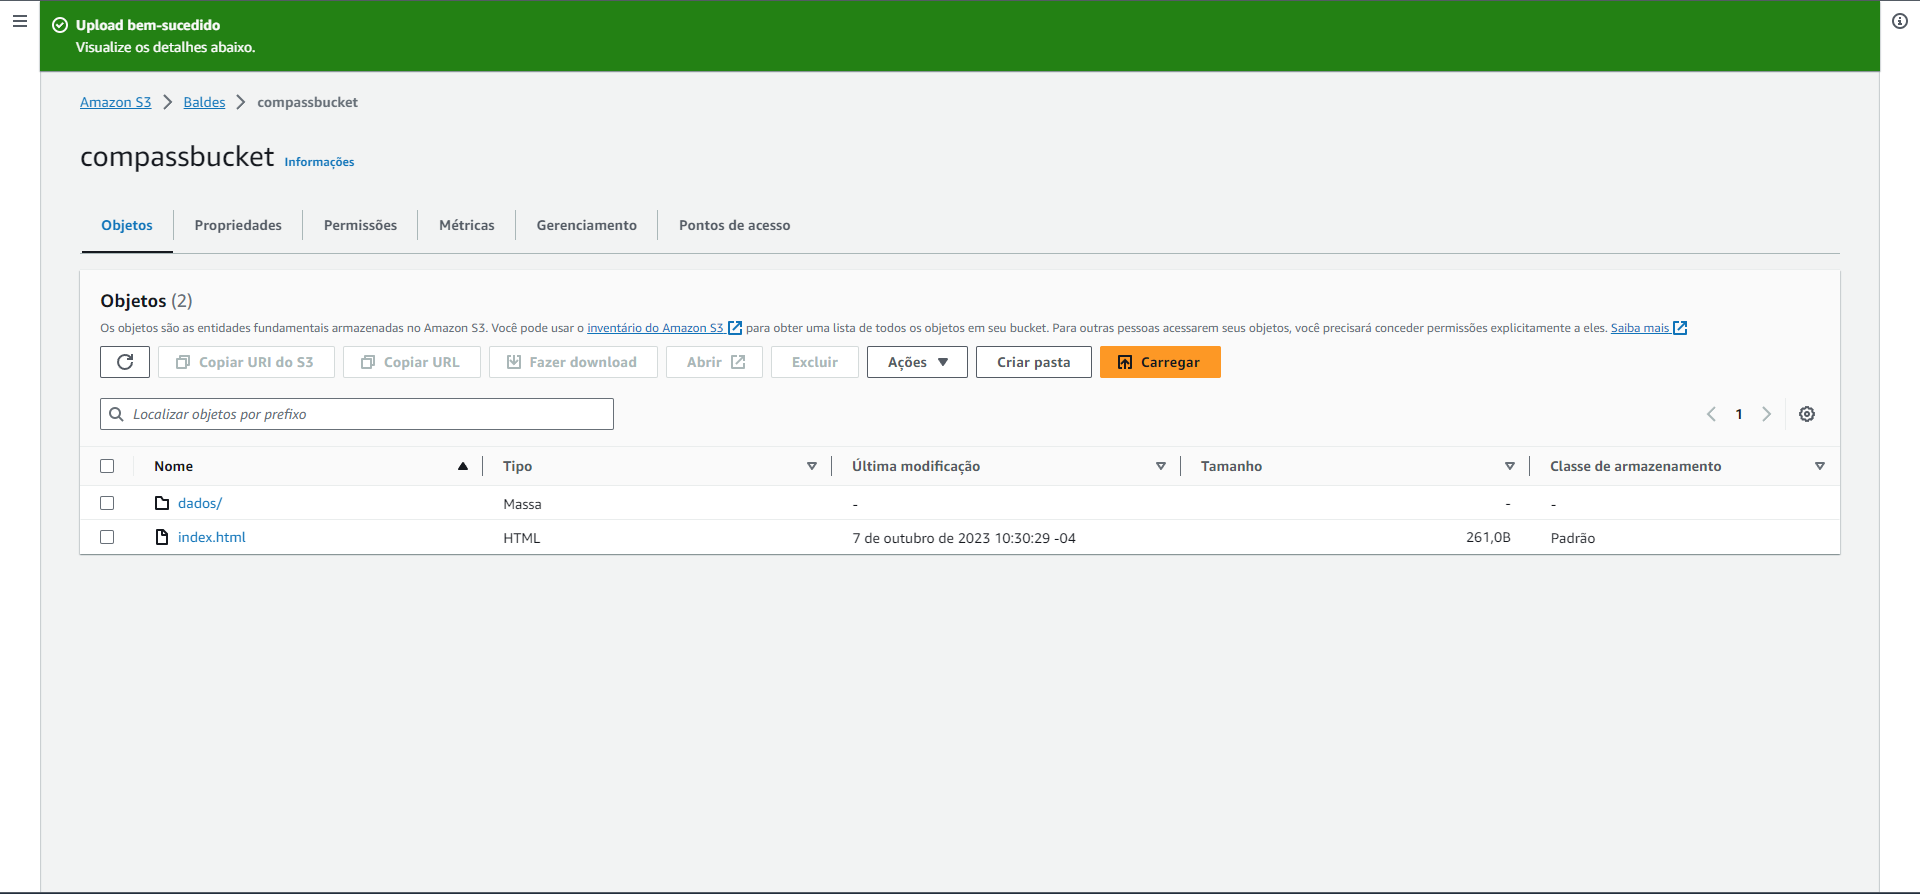 Upload bem-sucedido
Visualize os detalhes abaixo.
Amazon S3 Baldes compassbucket
compassbucket Informações
Objetos Propriedades Permissões Métricas Gerenciamento Pontos de acesso
Objetos (2)
Os objetos são as entidades fundamentais armazenadas no Amazon S3. Você pode usar o inventário do Amazon S3 para obter uma lista de todos os objetos em seu bucket. Para outras pessoas acessarem seus objetos, você precisará conceder permissões explicitamente a eles. Saiba mais
Copiar URI do S3 Copiar URL Fazer download Abrir Excluir Ações Criar pasta Carregar
Localizar objetos por prefixo 1
Nome Tipo Última modificação Tamanho Classe de armazenamento
dados/ Massa - - -
index.html HTML 7 de outubro de 2023 10:30:29 -04 261,0B Padrão